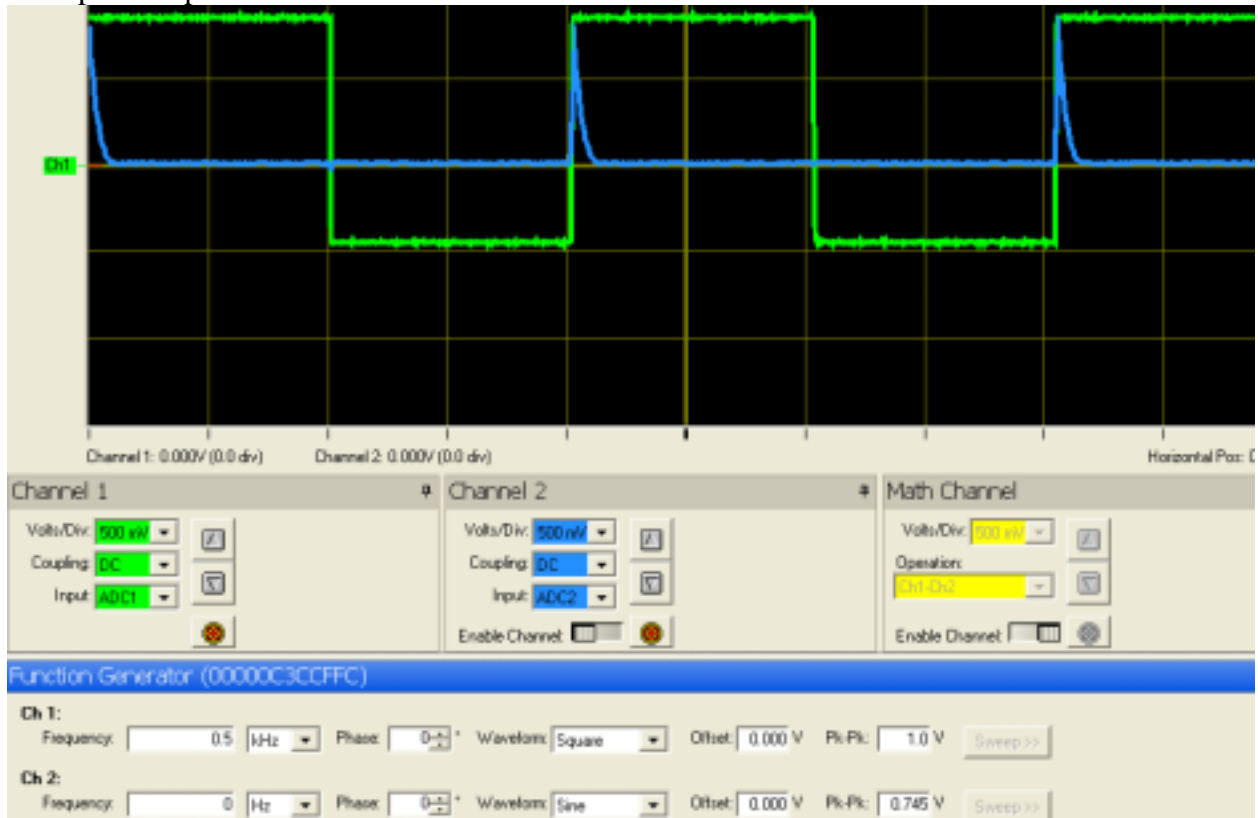 Ch1
Channel 1: 0.000V (0.0 div) Channel 2: 0.000V (0.0 div) Horizontal Pos:
Channel 1 Channel 2 Math Channel
Volts/Div: 500 mV Volts/Div: 500 mV Volts/Div: 500 mV
Coupling: DC Coupling: DC Operation:
Input: ADC1 Input: ADC2 Ch1-Ch2
Enable Channel: Enable Channel:
Function Generator (00000C3CCFFC)
Ch 1:
Frequency: 0.5 kHz Phase: 0 ° Waveform: Square Offset: 0.000 V Pk-Pk: 1.0 V Sweep>>
Ch 2:
Frequency: 0 Hz Phase: 0 ° Waveform: Sine Offset: 0.000 V Pk-Pk: 0.745 V Sweep>>